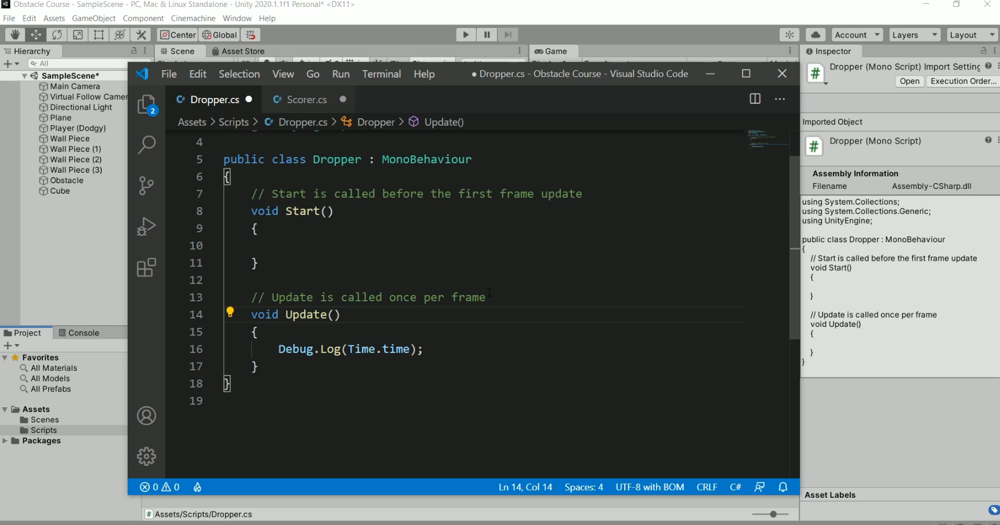 Obstacle Course - SampleScene - PC, Mac & Linux Standalone - Unity 2020.1.1f1 Personal* <DX11>
File Edit Assets GameObject Component Cinemachine Window Help
Center Global Account Layers Layout
Hierarchy
Scene Asset Store
Game
Inspector
All
SampleScene*
Main Camera
Virtual Follow Camer
Directional Light
Plane
Player (Dodgy)
Wall Piece
Wall Piece (1)
Wall Piece (2)
Wall Piece (3)
Obstacle
Cube
Project Console
Favorites
All Materials
All Models
All Prefabs
Assets
Scenes
Scripts
Packages
File Edit Selection View Go Run Terminal Help
● Dropper.cs - Obstacle Course - Visual Studio Code
2
C# Dropper.cs ● C# Scorer.cs ●
Assets > Scripts > C# Dropper.cs > Dropper > Update()
4
5 public class Dropper : MonoBehaviour
6 {
7 // Start is called before the first frame update
8 void Start()
9 {
10
11 }
12
13 // Update is called once per frame
14 void Update()
15 {
16 Debug.Log(Time.time);
17 }
18 }
19
0 0
Ln 14, Col 14 Spaces: 4 UTF-8 with BOM CRLF C#
Assets/Scripts/Dropper.cs
Dropper (Mono Script) Import Setting
Open Execution Order...
Imported Object
Dropper (Mono Script)
Assembly Information
Filename Assembly-CSharp.dll
using System.Collections;
using System.Collections.Generic;
using UnityEngine;
public class Dropper : MonoBehaviour
{
// Start is called before the first frame update
void Start()
{
}
// Update is called once per frame
void Update()
{
}
}
Asset Labels